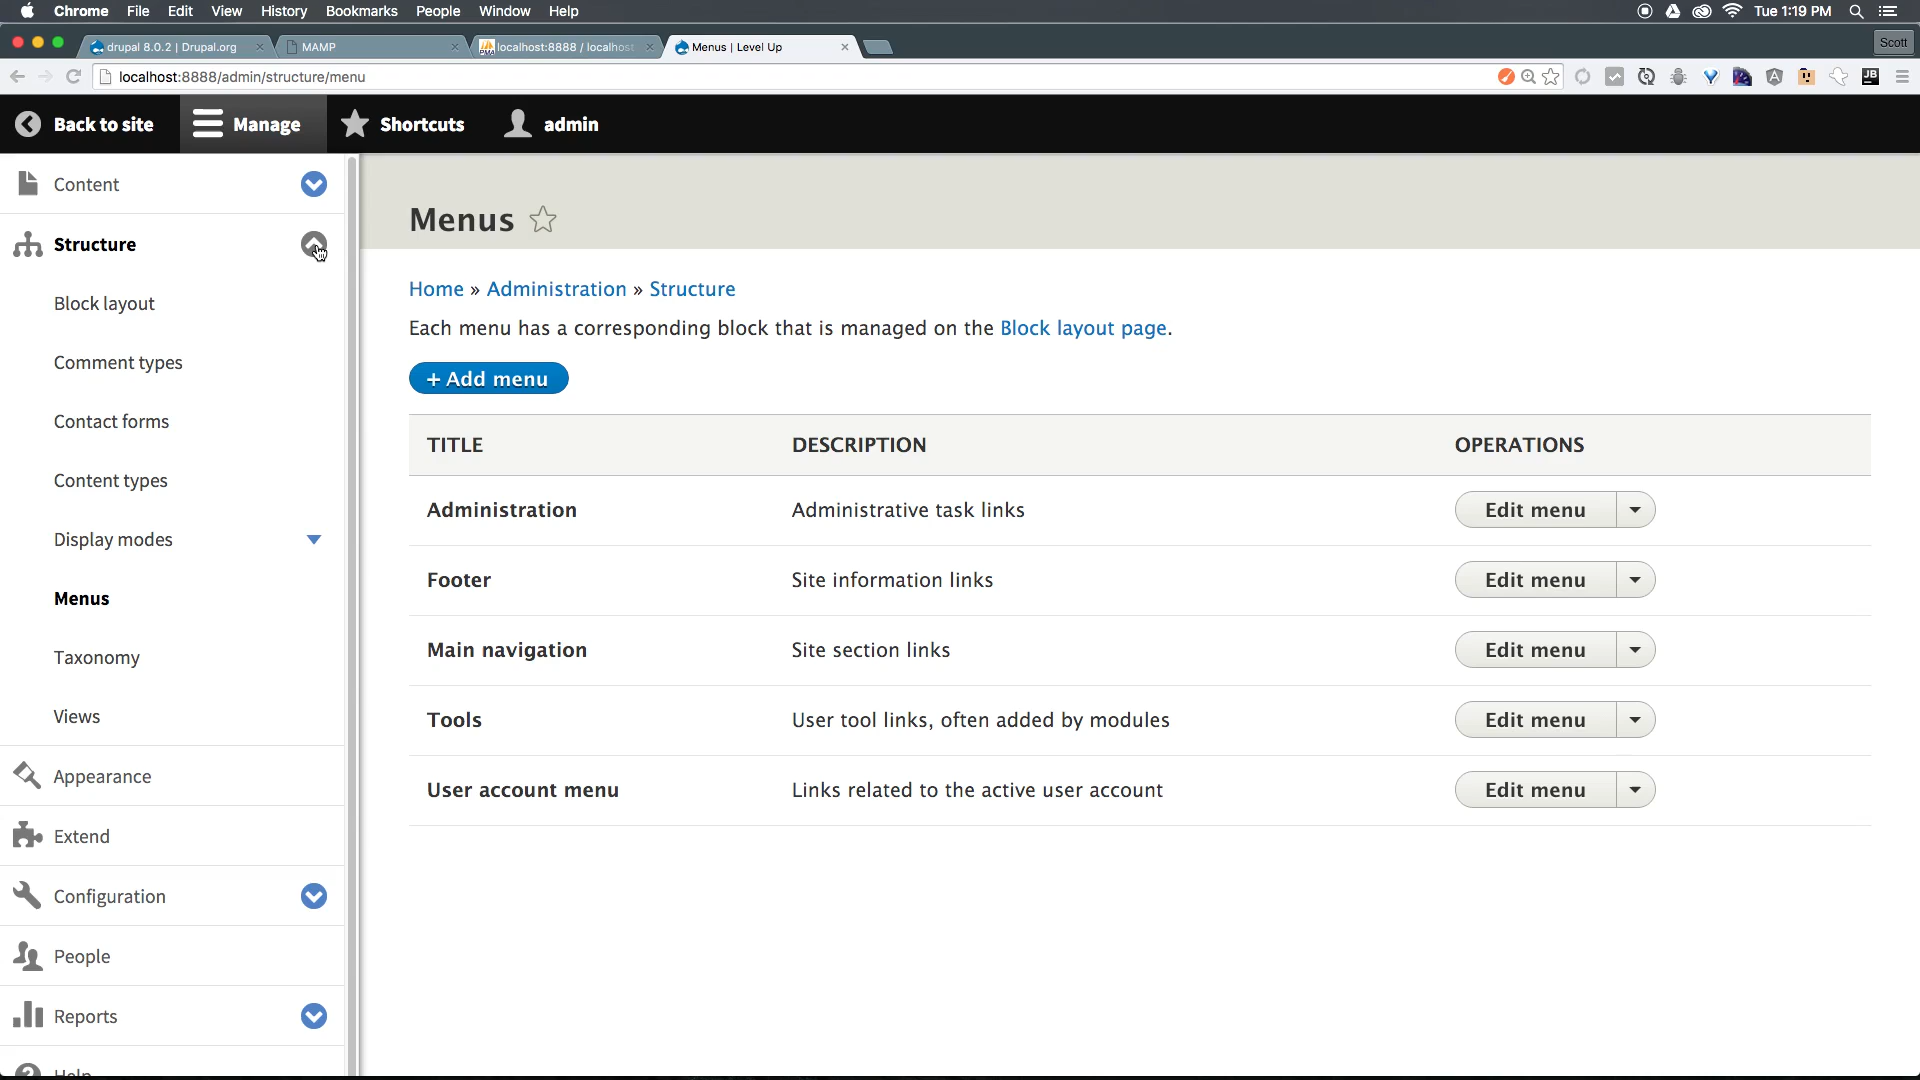 Chrome File Edit View History Bookmarks People Window Help Tue 1:19 PM
drupal 8.0.2 | Drupal.org MAMP localhost:8888 / localhost Menus | Level Up Scott
localhost:8888/admin/structure/menu JB
Back to site Manage Shortcuts admin
Content
Structure
Block layout
Comment types
Contact forms
Content types
Display modes
Menus
Taxonomy
Views
Appearance
Extend
Configuration
People
Reports
Help
Menus
Home » Administration » Structure
Each menu has a corresponding block that is managed on the Block layout page.
+ Add menu
TITLE DESCRIPTION OPERATIONS
Administration Administrative task links Edit menu
Footer Site information links Edit menu
Main navigation Site section links Edit menu
Tools User tool links, often added by modules Edit menu
User account menu Links related to the active user account Edit menu